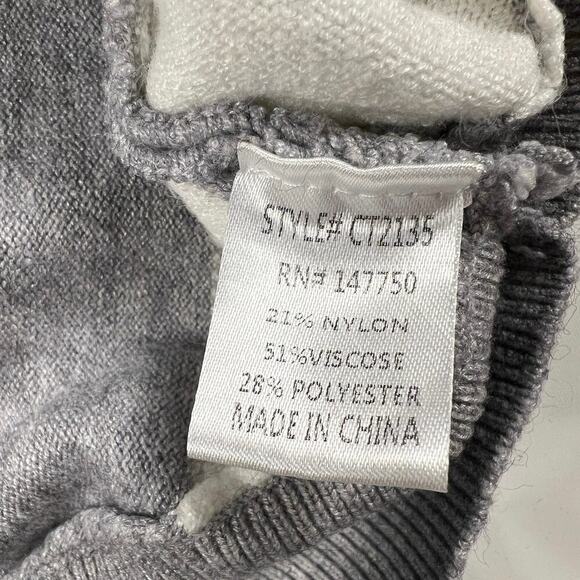 STYLE# CT2135
RN# 147750
21% NYLON
51%VISCOSE
28% POLYESTER
MADE IN CHINA